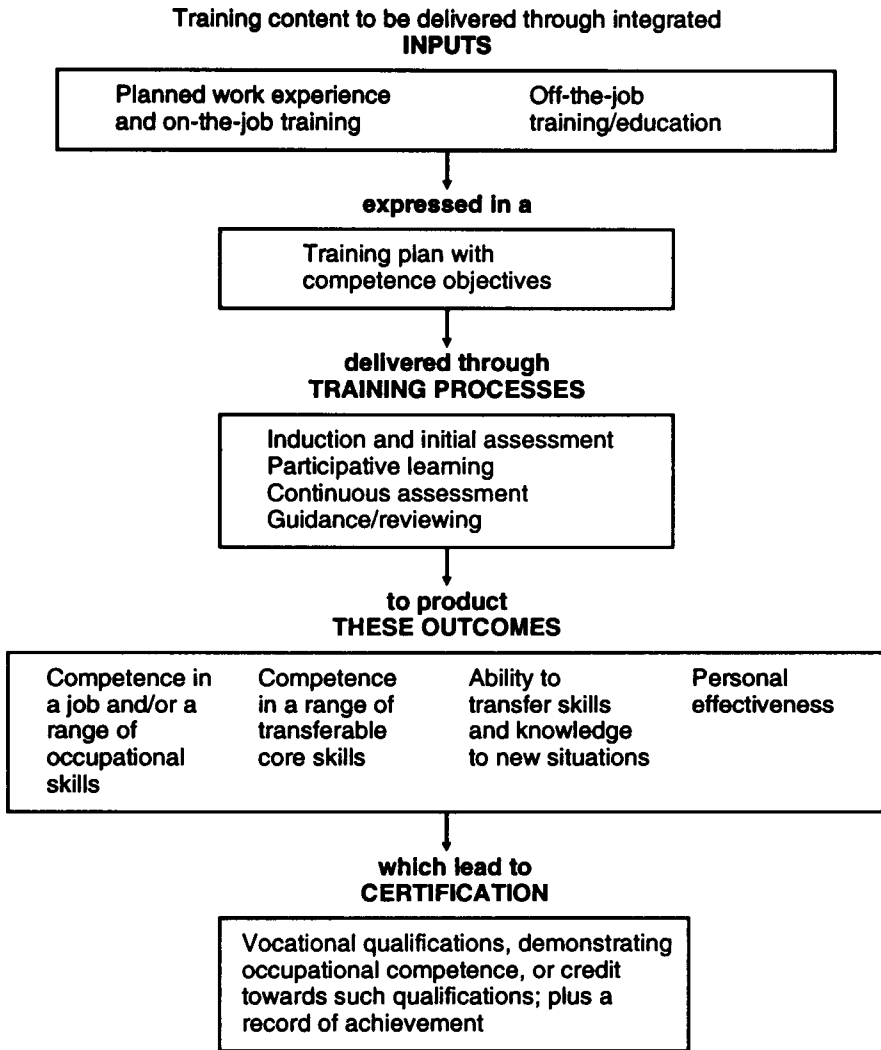 Training content to be delivered through integrated
INPUTS
Planned work experience
and on-the-job training
Off-the-job
training/education
expressed in a
Training plan with
competence objectives
delivered through
TRAINING PROCESSES
Induction and initial assessment
Participative learning
Continuous assessment
Guidance/reviewing
to product
THESE OUTCOMES
Competence in
a job and/or a
range of
occupational
skills
Competence
in a range of
transferable
core skills
Ability to
transfer skills
and knowledge
to new situations
Personal
effectiveness
which lead to
CERTIFICATION
Vocational qualifications, demonstrating
occupational competence, or credit
towards such qualifications; plus a
record of achievement